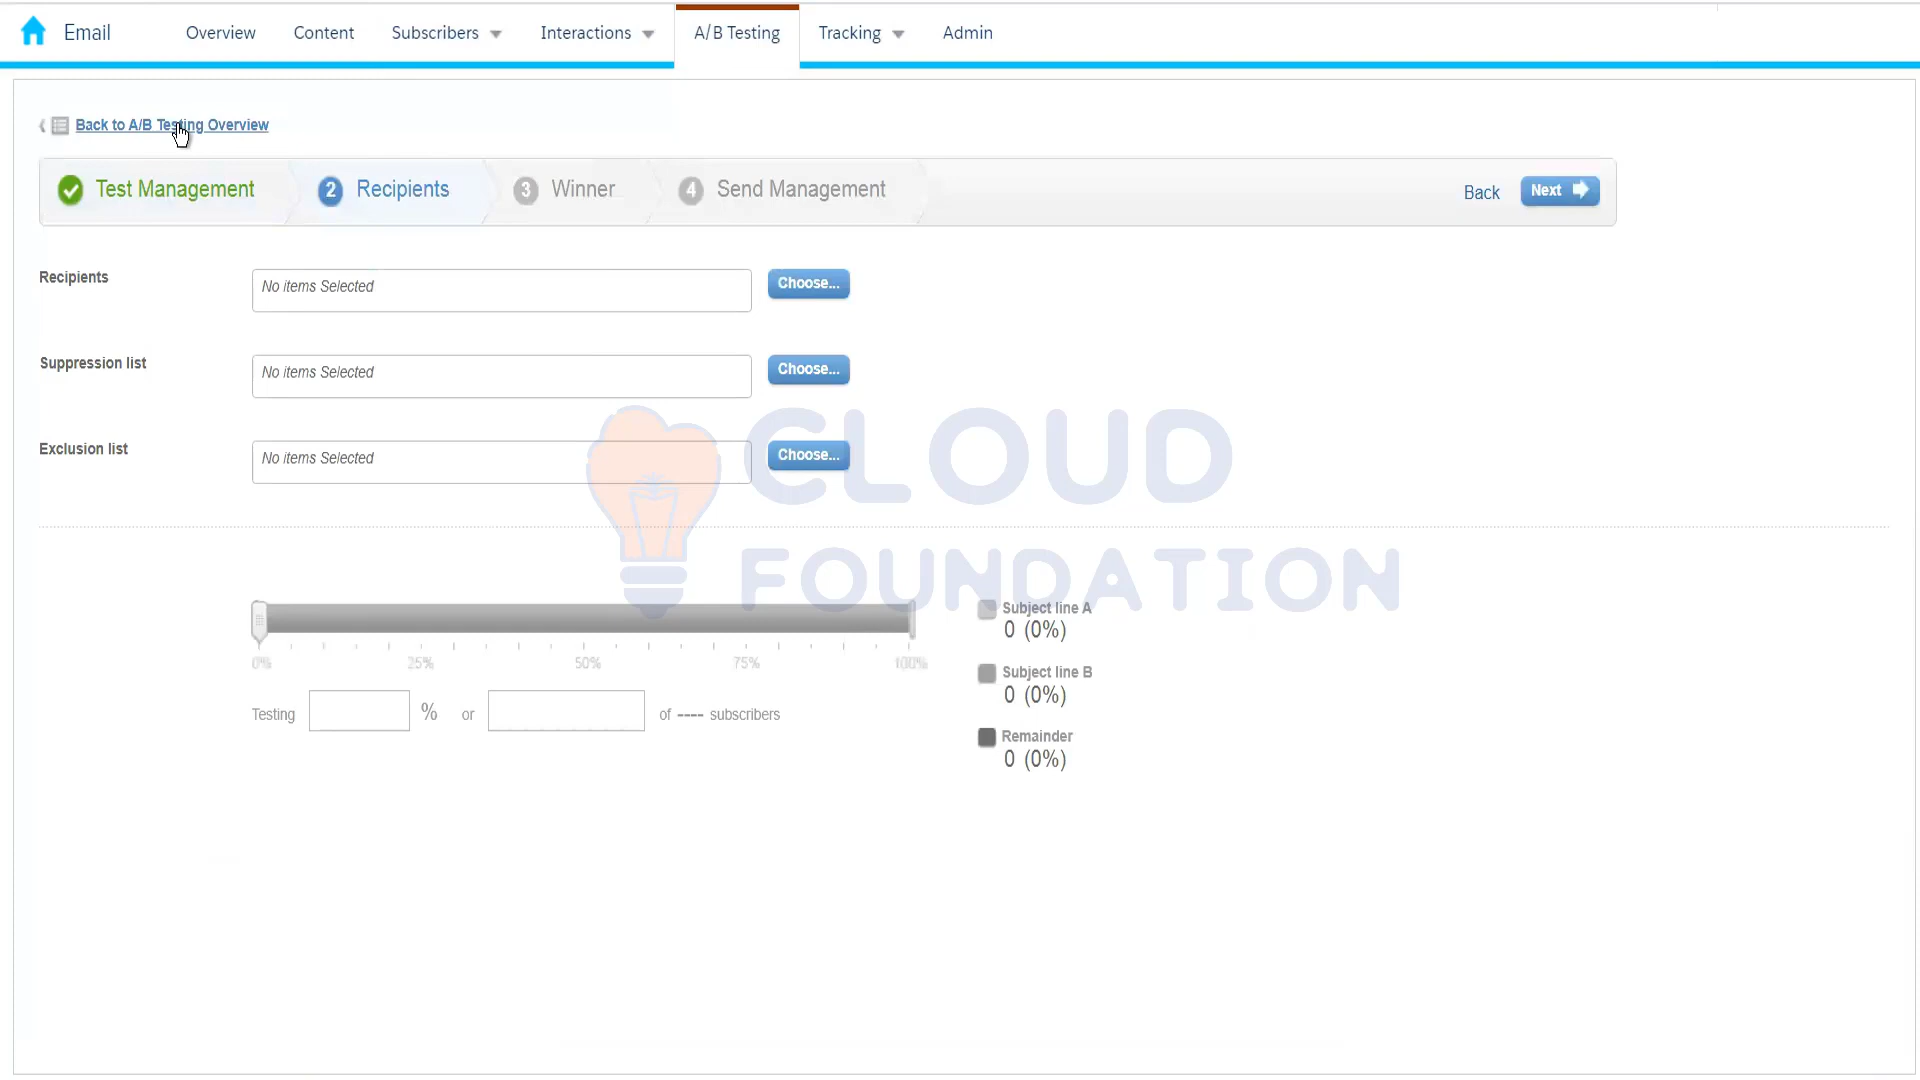 Email Overview Content Subscribers Interactions A/B Testing Tracking Admin
Back to A/B Testing Overview
Test Management 2 Recipients 3 Winner 4 Send Management Back Next
Recipients No items Selected Choose...
Suppression list No items Selected Choose...
Exclusion list No items Selected Choose...
CLOUD
FOUNDATION
0% 25% 50% 75% 100%
Testing % or of ---- subscribers
Subject line A
0 (0%)
Subject line B
0 (0%)
Remainder
0 (0%)